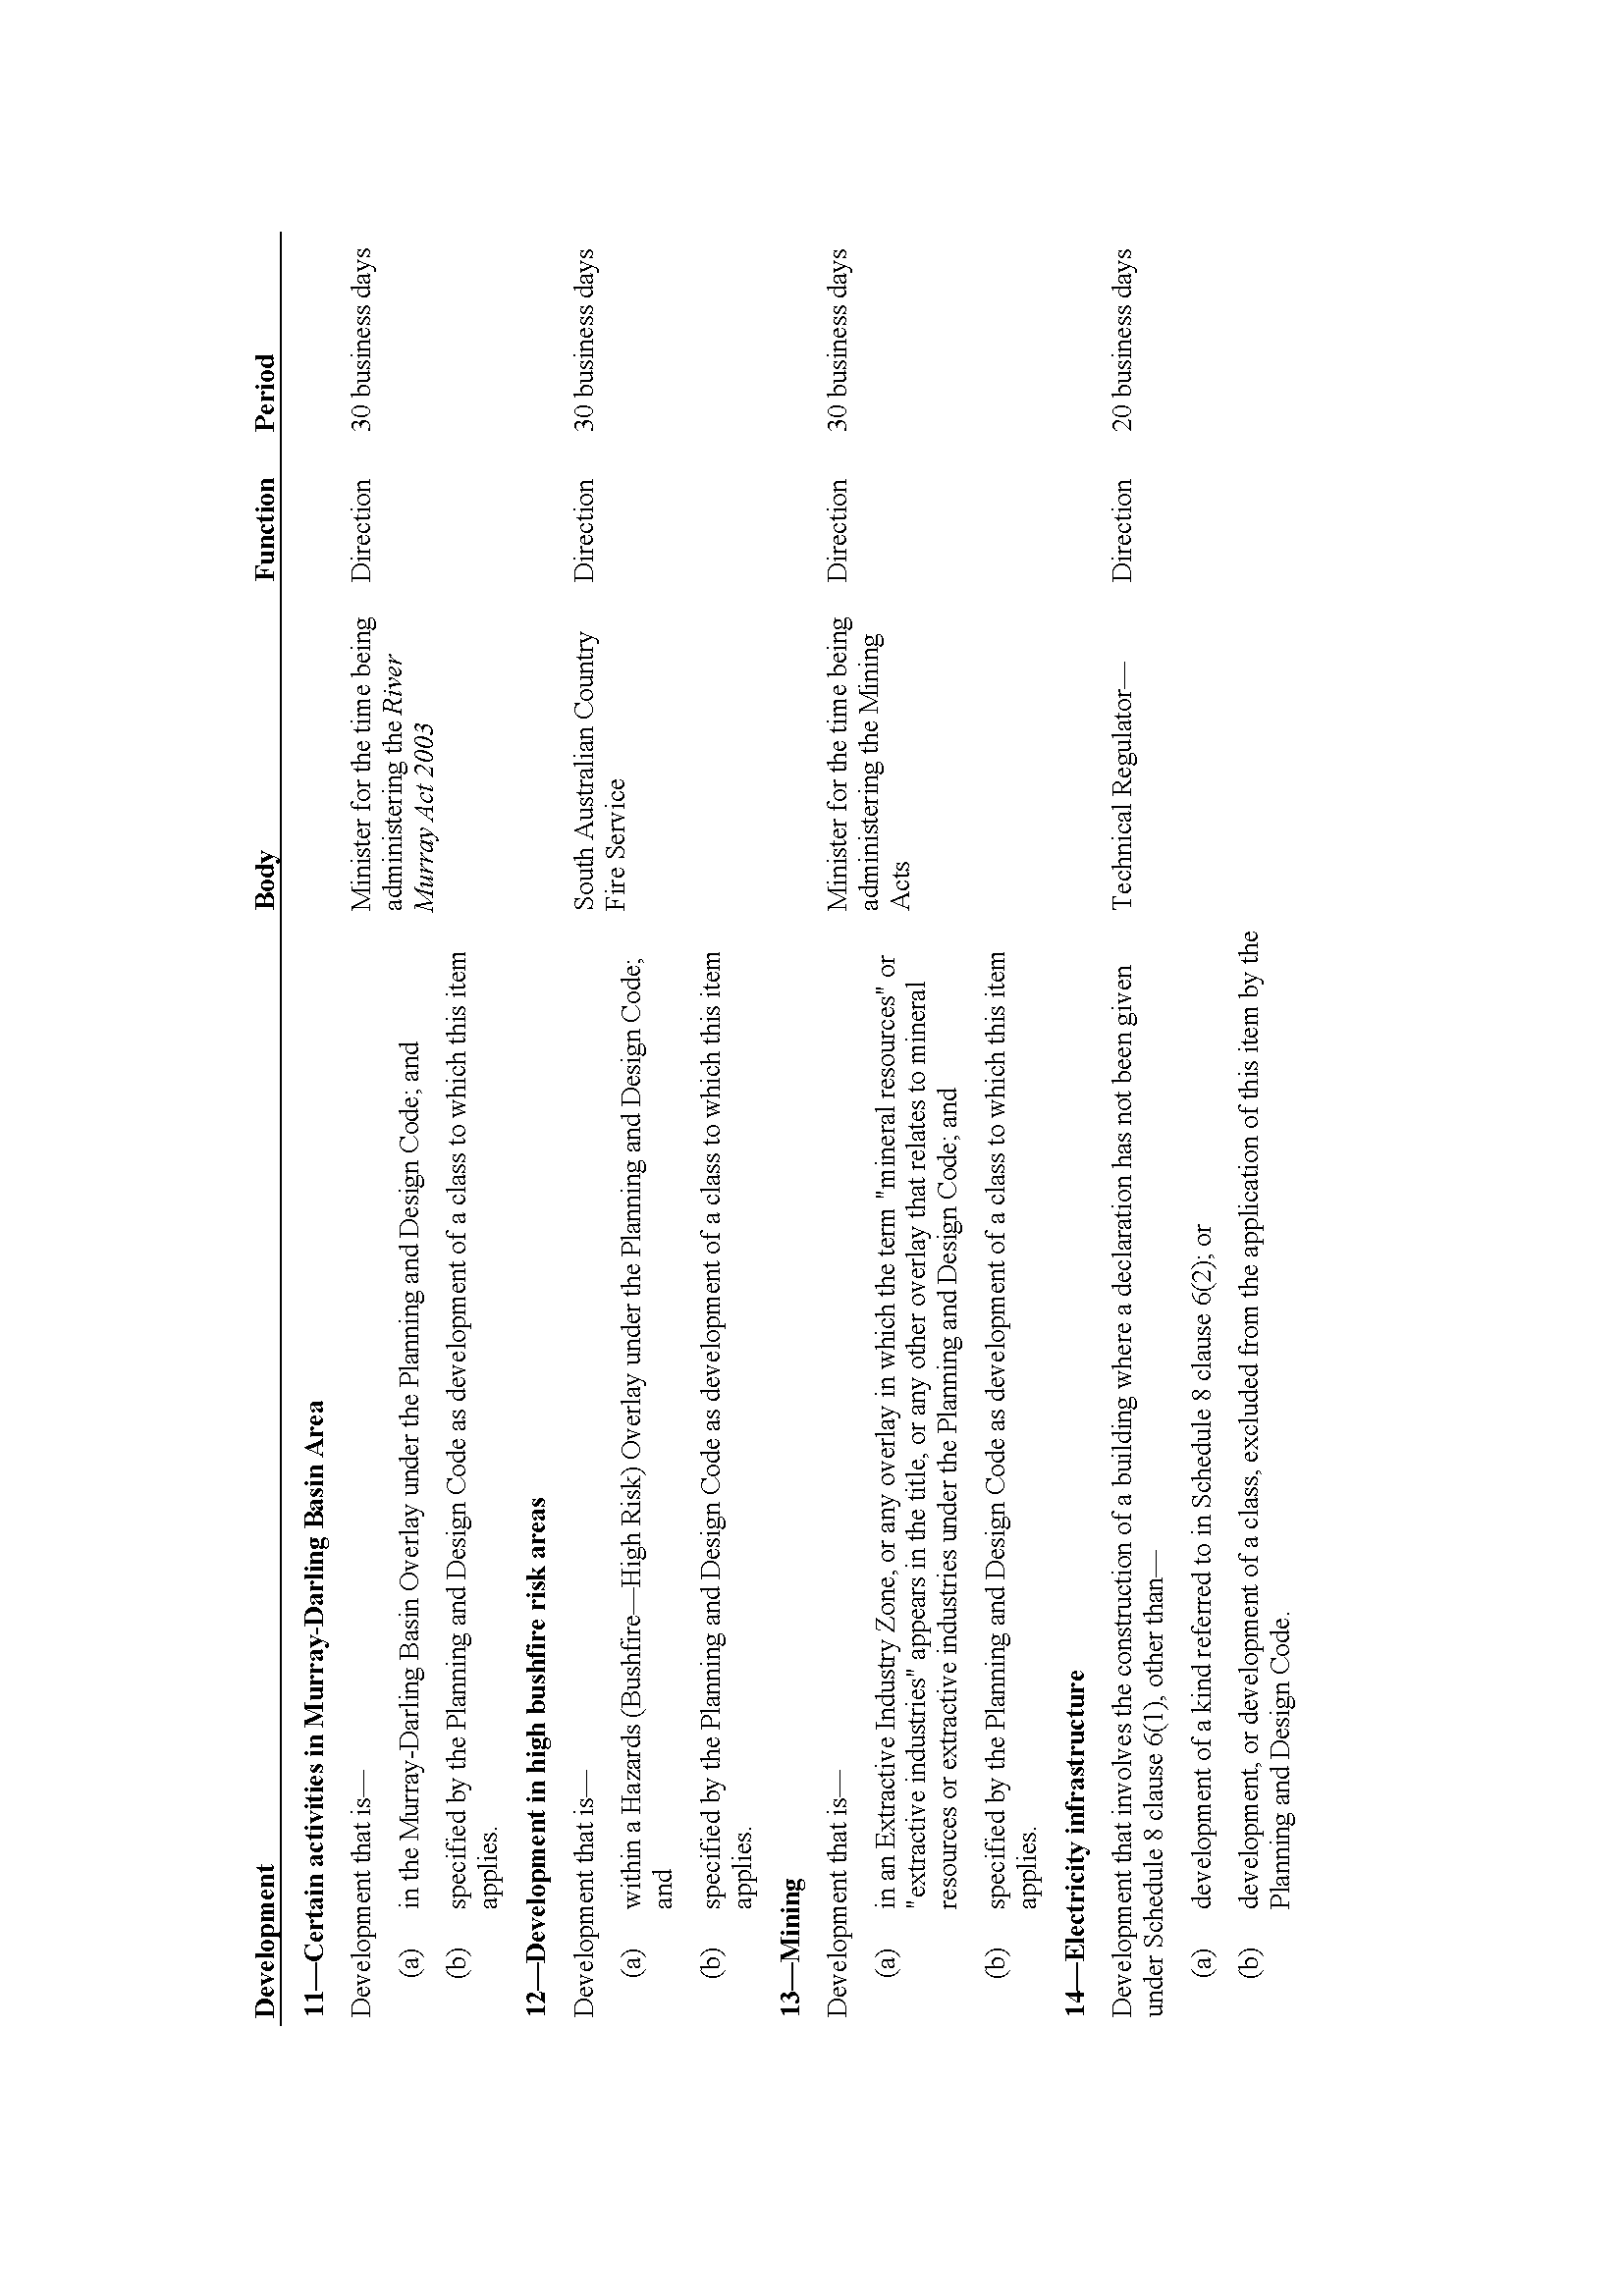 Development Body Function Period
11—Certain activities in Murray-Darling Basin Area
Development that is— Minister for the time being Direction 30 business days
administering the River
Murray Act 2003
(a) in the Murray-Darling Basin Overlay under the Planning and Design Code; and
(b) specified by the Planning and Design Code as development of a class to which this item
applies.
12—Development in high bushfire risk areas
Development that is— South Australian Country Direction 30 business days
Fire Service
(a) within a Hazards (Bushfire—High Risk) Overlay under the Planning and Design Code;
and
(b) specified by the Planning and Design Code as development of a class to which this item
applies.
13—Mining
Development that is— Minister for the time being Direction 30 business days
administering the Mining
Acts
(a) in an Extractive Industry Zone, or any overlay in which the term "mineral resources" or
"extractive industries" appears in the title, or any other overlay that relates to mineral
resources or extractive industries under the Planning and Design Code; and
(b) specified by the Planning and Design Code as development of a class to which this item
applies.
14—Electricity infrastructure
Development that involves the construction of a building where a declaration has not been given Technical Regulator— Direction 20 business days
under Schedule 8 clause 6(1), other than—
(a) development of a kind referred to in Schedule 8 clause 6(2); or
(b) development, or development of a class, excluded from the application of this item by the
Planning and Design Code.